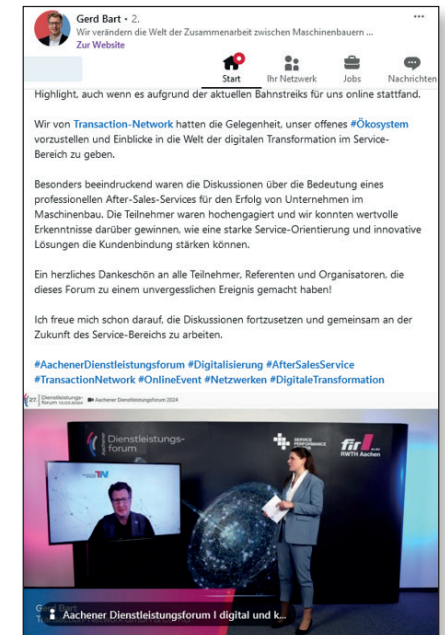 Gerd Bart • 2.
Wir verändern die Welt der Zusammenarbeit zwischen Maschinenbauern ...
Zur Website
Start Ihr Netzwerk Jobs Nachrichten
Highlight, auch wenn es aufgrund der aktuellen Bahnstreiks für uns online stattfand.
Wir von Transaction-Network hatten die Gelegenheit, unser offenes #Ökosystem
vorzustellen und Einblicke in die Welt der digitalen Transformation im Service-
Bereich zu geben.
Besonders beeindruckend waren die Diskussionen über die Bedeutung eines
professionellen After-Sales-Services für den Erfolg von Unternehmen im
Maschinenbau. Die Teilnehmer waren hochengagiert und wir konnten wertvolle
Erkenntnisse darüber gewinnen, wie eine starke Service-Orientierung und innovative
Lösungen die Kundenbindung stärken können.
Ein herzliches Dankeschön an alle Teilnehmer, Referenten und Organisatoren, die
dieses Forum zu einem unvergesslichen Ereignis gemacht haben!
Ich freue mich schon darauf, die Diskussionen fortzusetzen und gemeinsam an der
Zukunft des Service-Bereichs zu arbeiten.
#AachenerDienstleistungsforum #Digitalisierung #AfterSalesService
#TransactionNetwork #OnlineEvent #Netzwerken #DigitaleTransformation
27. Dienstleistungs-
forum
Aachener Dienstleistungsforum 2024
Dienstleistungs-
forum
SERVICE
PERFORMANCE
fir
RWTH Aachen
TN
Aachener Dienstleistungsforum I digital und k...